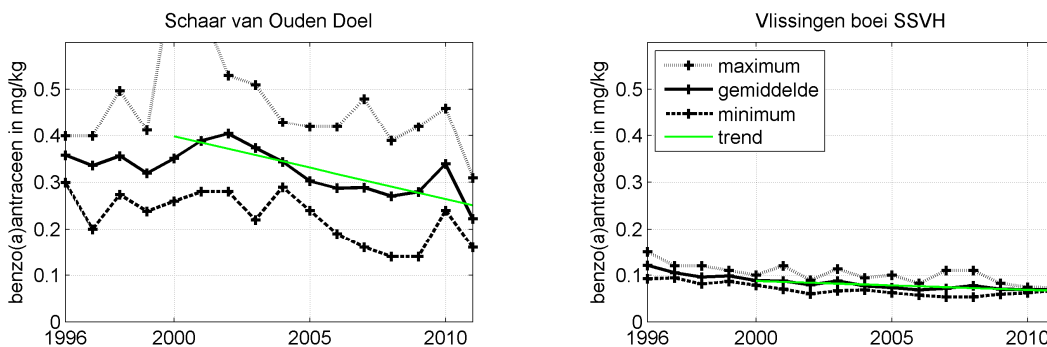 Schaar van Ouden Doel
benzo(a)antraceen in mg/kg
0.5
0.4
0.3
0.2
0.1
0
1996
2000
2005
2010
Vlissingen boei SSVH
benzo(a)antraceen in mg/kg
0.5
0.4
0.3
0.2
0.1
0
1996
2000
2005
2010
maximum
gemiddelde
minimum
trend